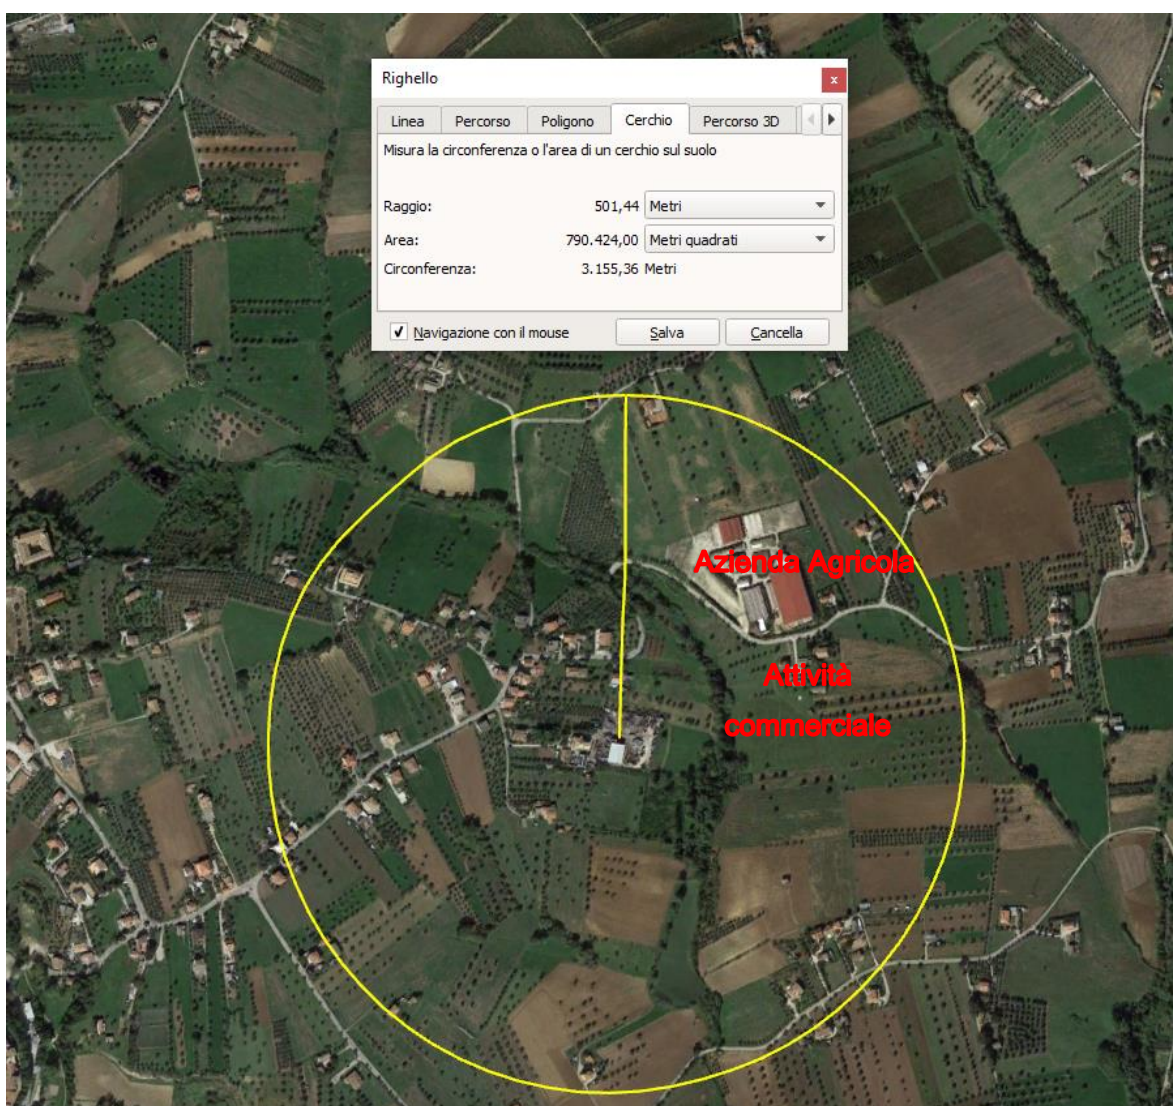 Righello
x
Linea Percorso Poligono Cerchio Percorso 3D
Misura la circonferenza o l'area di un cerchio sul suolo
Raggio: 501,44 Metri
Area: 790.424,00 Metri quadrati
Circonferenza: 3.155,36 Metri
Navigazione con il mouse Salva Cancella
Azienda Agricola
Attività
commerciale